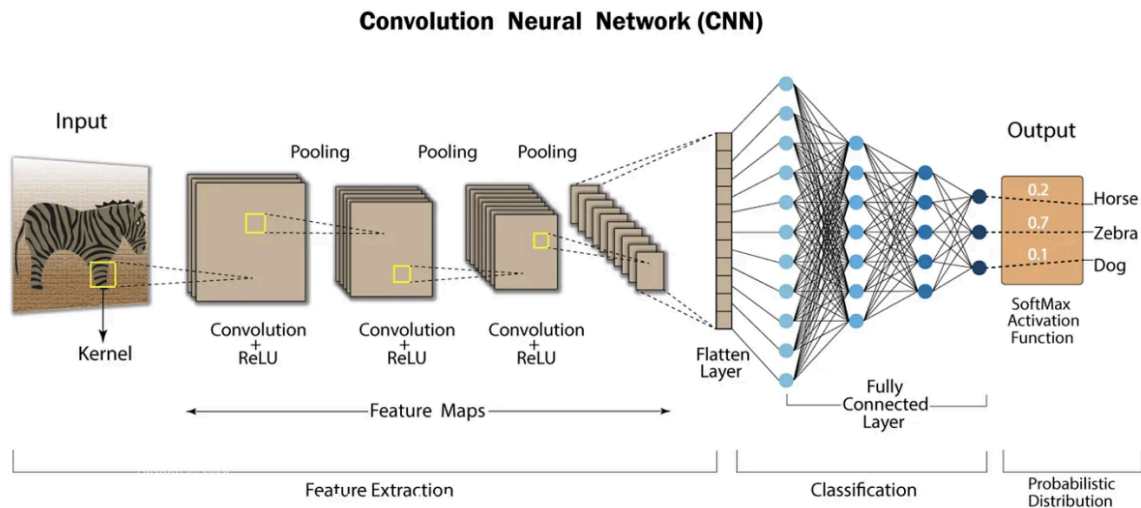 Convolution Neural Network (CNN)
Input
Output
Pooling
Pooling
Pooling
Kernel
Convolution
+
ReLU
Convolution
+
ReLU
Convolution
+
ReLU
Flatten
Layer
Feature Maps
Fully
Connected
Layer
0.2
0.7
0.1
Horse
Zebra
Dog
SoftMax
Activation
Function
Feature Extraction
Classification
Probabilistic
Distribution